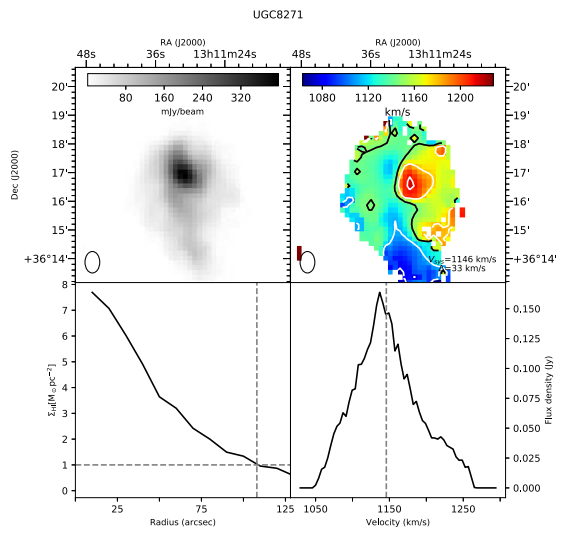 UGC8271
RA (J2000)
48s 36s 13h11m24s
RA (J2000)
48s 36s 13h11m24s
80 160 240 320
mJy/beam
1080 1120 1160 1200
km/s
Dec (J2000)
20'
19'
18'
17'
16'
15'
+36°14'
20'
19'
18'
17'
16'
15'
+36°14'
Vsys=1146 km/s
=33 km/s
8
7
6
5
4
3
2
1
0
ΣHI[M⊙pc−2]
25 75 125
Radius (arcsec)
0.150
0.125
0.100
0.075
0.050
0.025
0.000
Flux density (Jy)
1050 1150 1250
Velocity (km/s)